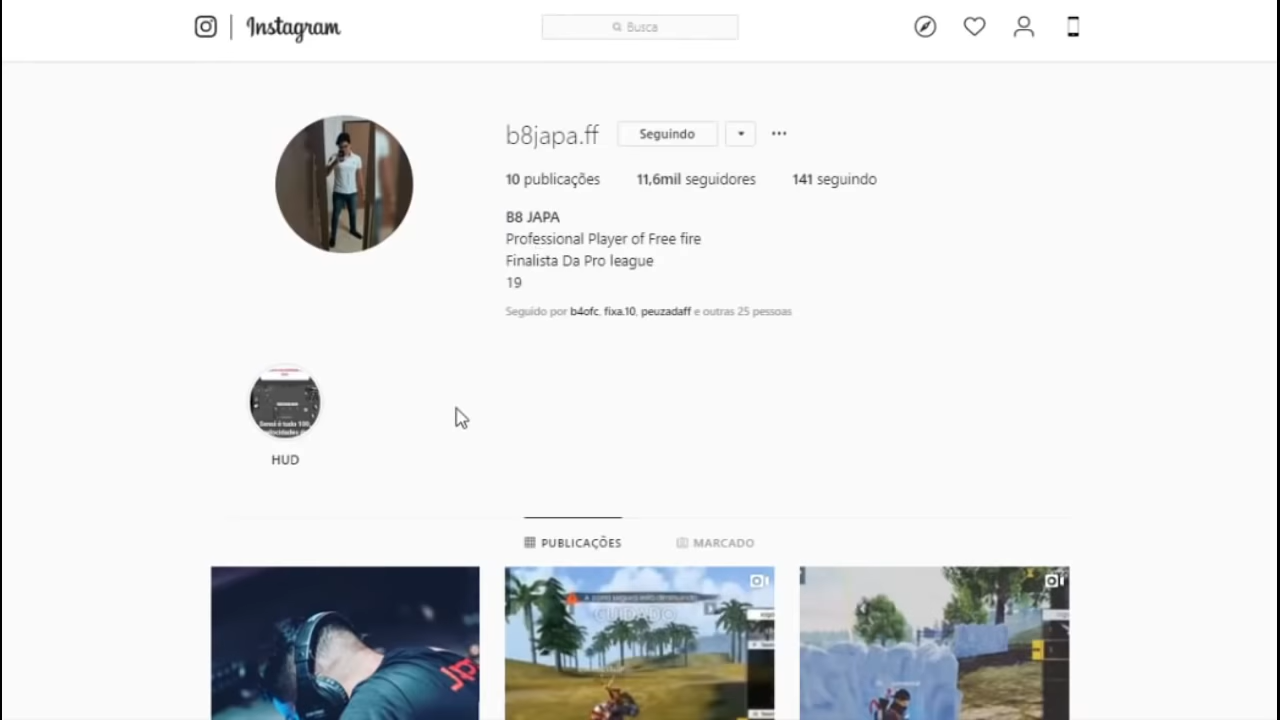 Instagram
Busca
b8japa.ff Seguindo
10 publicações 11,6mil seguidores 141 seguindo
B8 JAPA
Professional Player of Free fire
Finalista Da Pro league
19
Seguido por b4ofc, fixa.10, peuzadaff e outras 25 pessoas
HUD
PUBLICAÇÕES MARCADO
CUIDADO